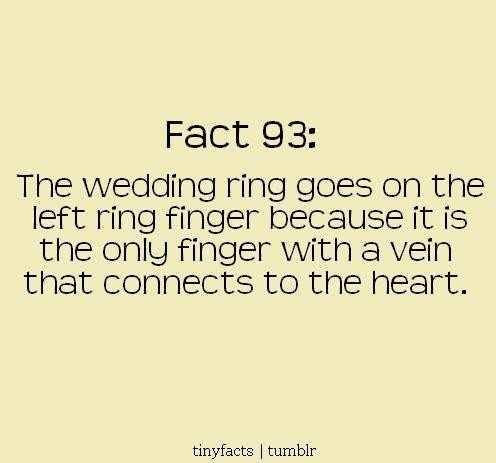 Fact 93:
The wedding ring goes on the
left ring finger because it is
the only finger with a vein
that connects to the heart.
tinyfacts | tumblr